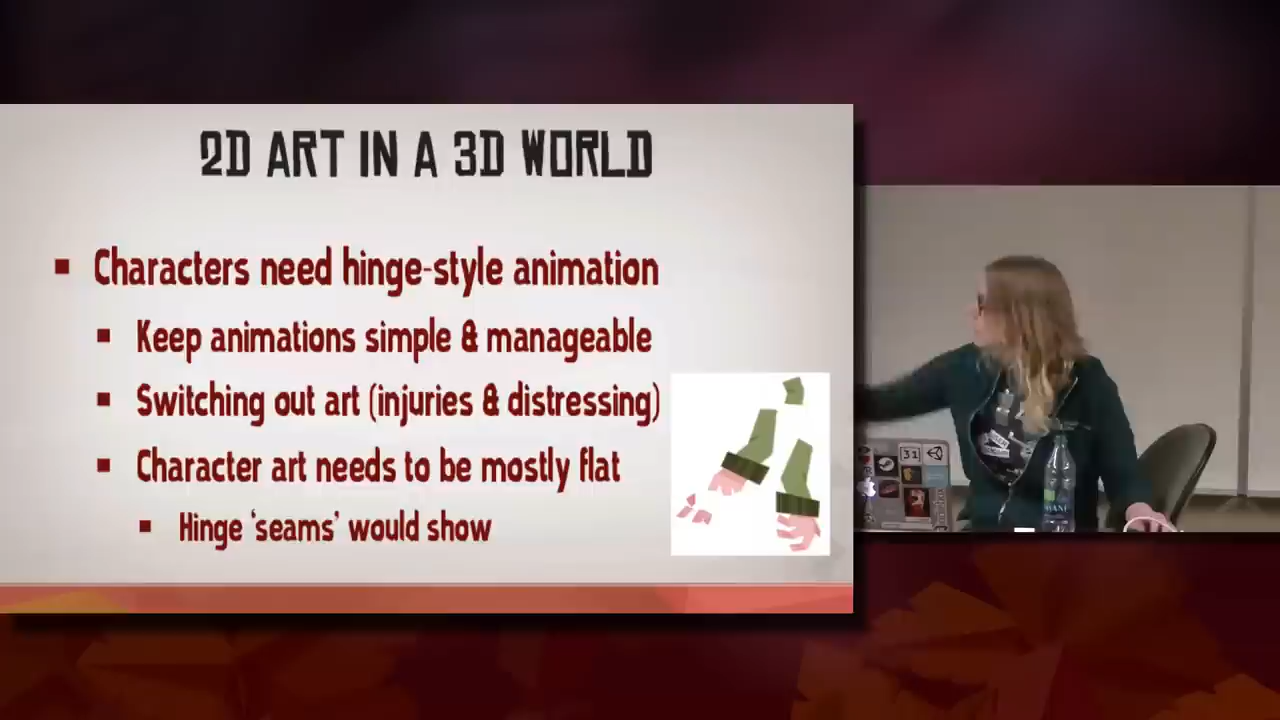 2D ART IN A 3D WORLD
▪ Characters need hinge-style animation
▪ Keep animations simple & manageable
▪ Switching out art (injuries & distressing)
▪ Character art needs to be mostly flat
▪ Hinge ‘seams’ would show
31